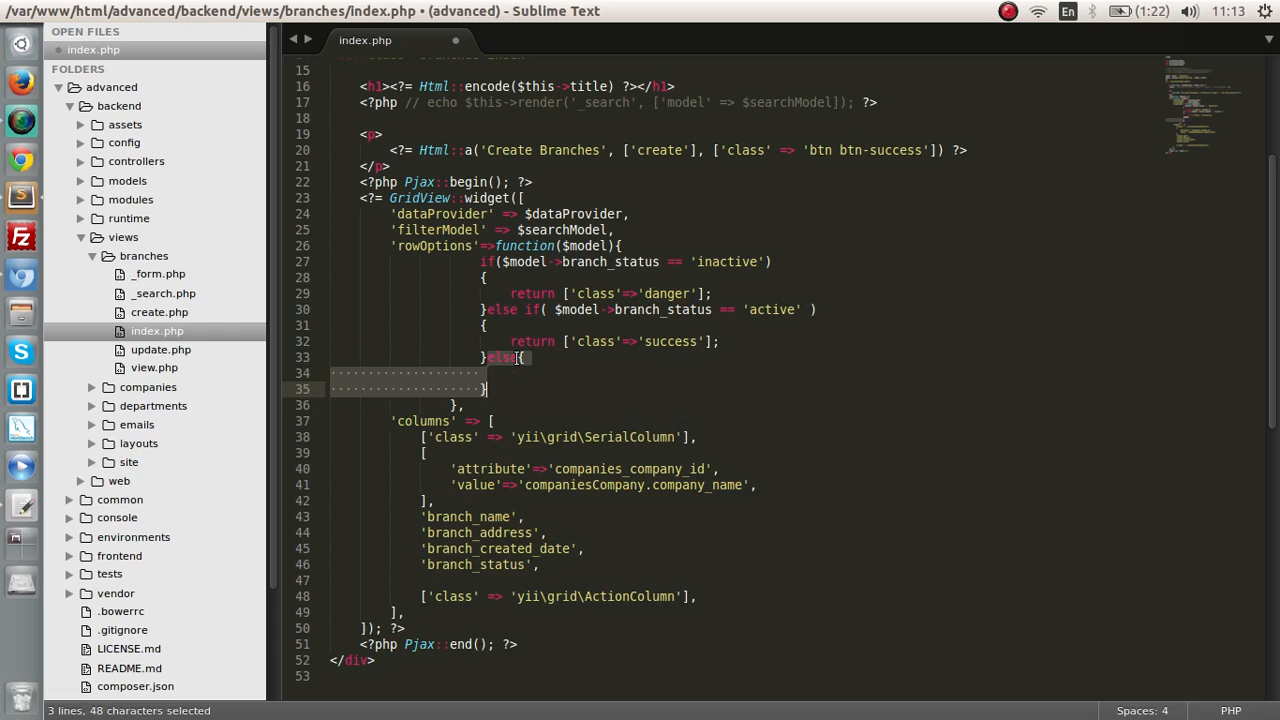 /var/www/html/advanced/backend/views/branches/index.php • (advanced) - Sublime Text
En
(1:22)
11:13
OPEN FILES
index.php
FOLDERS
advanced
backend
assets
config
controllers
models
modules
runtime
views
branches
_form.php
_search.php
create.php
index.php
update.php
view.php
companies
departments
emails
layouts
site
web
common
console
environments
frontend
tests
vendor
.bowerrc
.gitignore
LICENSE.md
README.md
composer.json
index.php
15
16 <h1><?= Html::encode($this->title) ?></h1>
17 <?php // echo $this->render('_search', ['model' => $searchModel]); ?>
18
19 <p>
20 <?= Html::a('Create Branches', ['create'], ['class' => 'btn btn-success']) ?>
21 </p>
22 <?php Pjax::begin(); ?>
23 <?= GridView::widget([
24 'dataProvider' => $dataProvider,
25 'filterModel' => $searchModel,
26 'rowOptions'=>function($model){
27 if($model->branch_status == 'inactive')
28 {
29 return ['class'=>'danger'];
30 }else if( $model->branch_status == 'active' )
31 {
32 return ['class'=>'success'];
33 }else{
34
35 }
36 },
37 'columns' => [
38 ['class' => 'yii\grid\SerialColumn'],
39 [
40 'attribute'=>'companies_company_id',
41 'value'=>'companiesCompany.company_name',
42 ],
43 'branch_name',
44 'branch_address',
45 'branch_created_date',
46 'branch_status',
47
48 ['class' => 'yii\grid\ActionColumn'],
49 ],
50 ]); ?>
51 <?php Pjax::end(); ?>
52 </div>
53
3 lines, 48 characters selected
Spaces: 4
PHP